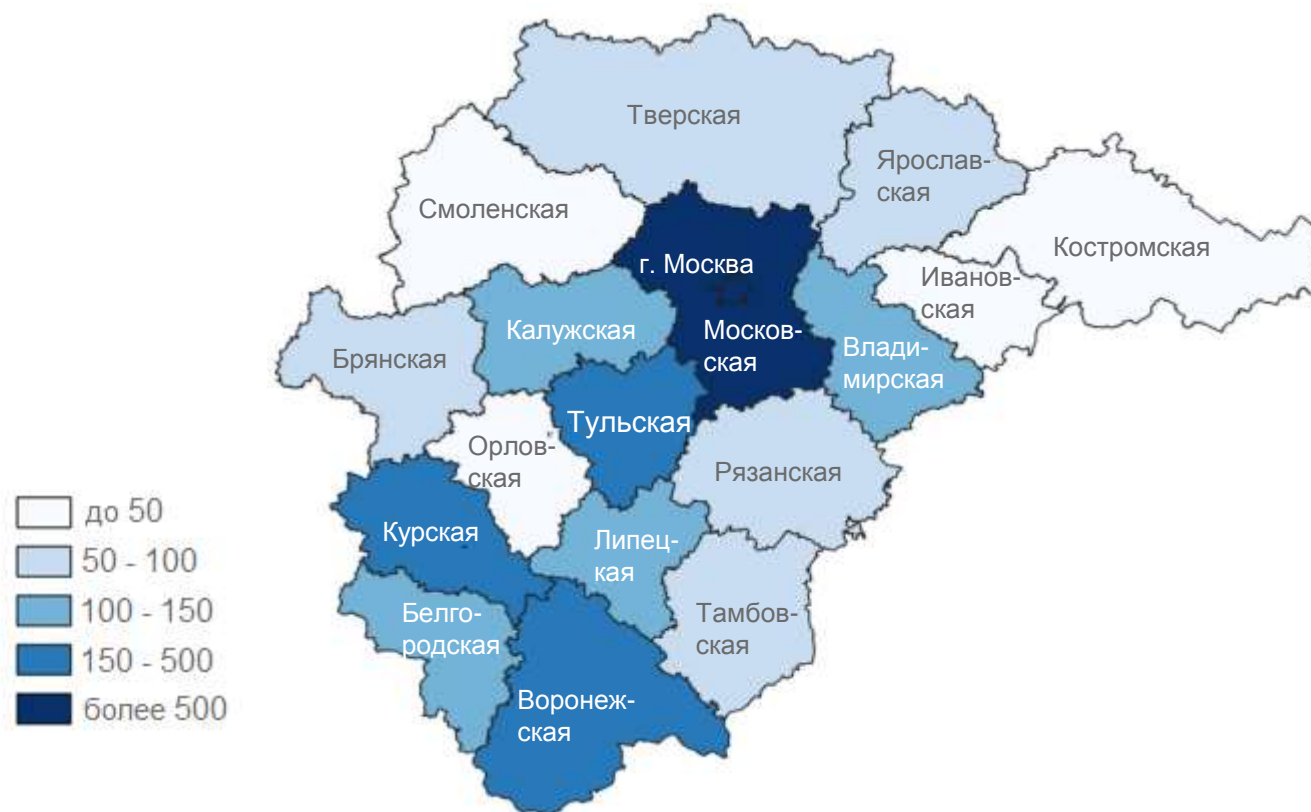 Тверская
Ярослав-
ская
Смоленская
Костромская
г. Москва
Иванов-
ская
Калужская
Москов-
ская
Влади-
мирская
Брянская
Тульская
Орлов-
ская
Рязанская
Курская
Липец-
кая
Белго-
родская
Тамбов-
ская
Воронеж-
ская
до 50
50 - 100
100 - 150
150 - 500
более 500